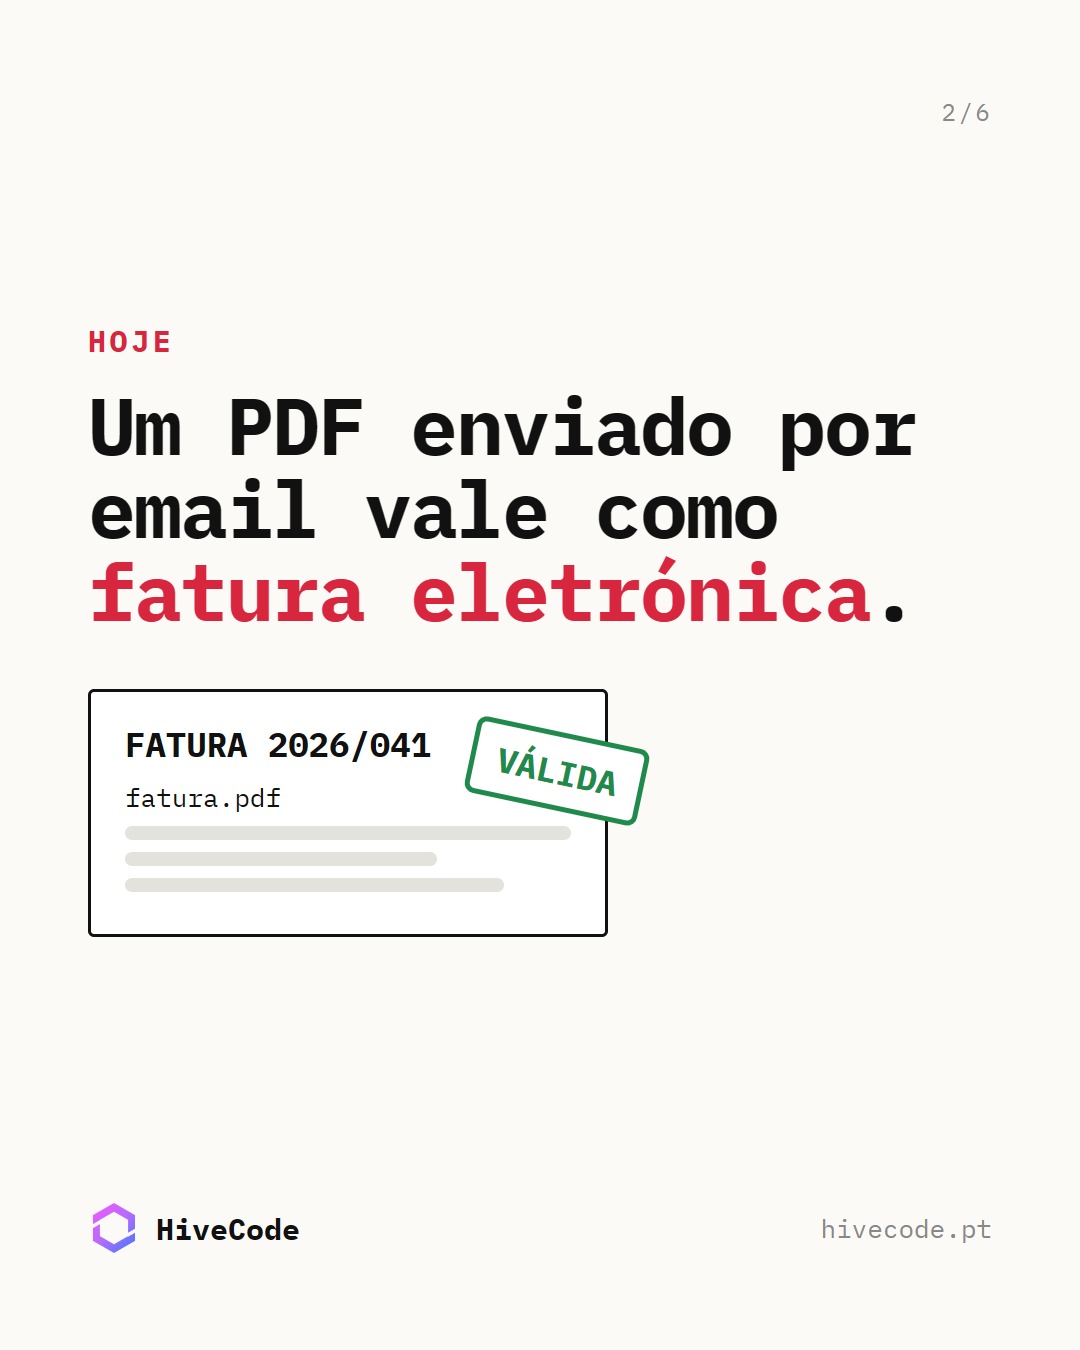 2/6
HOJE
Um PDF enviado por
email vale como
fatura eletrónica.
FATURA 2026/041
VÁLIDA
fatura.pdf
HiveCode
hivecode.pt